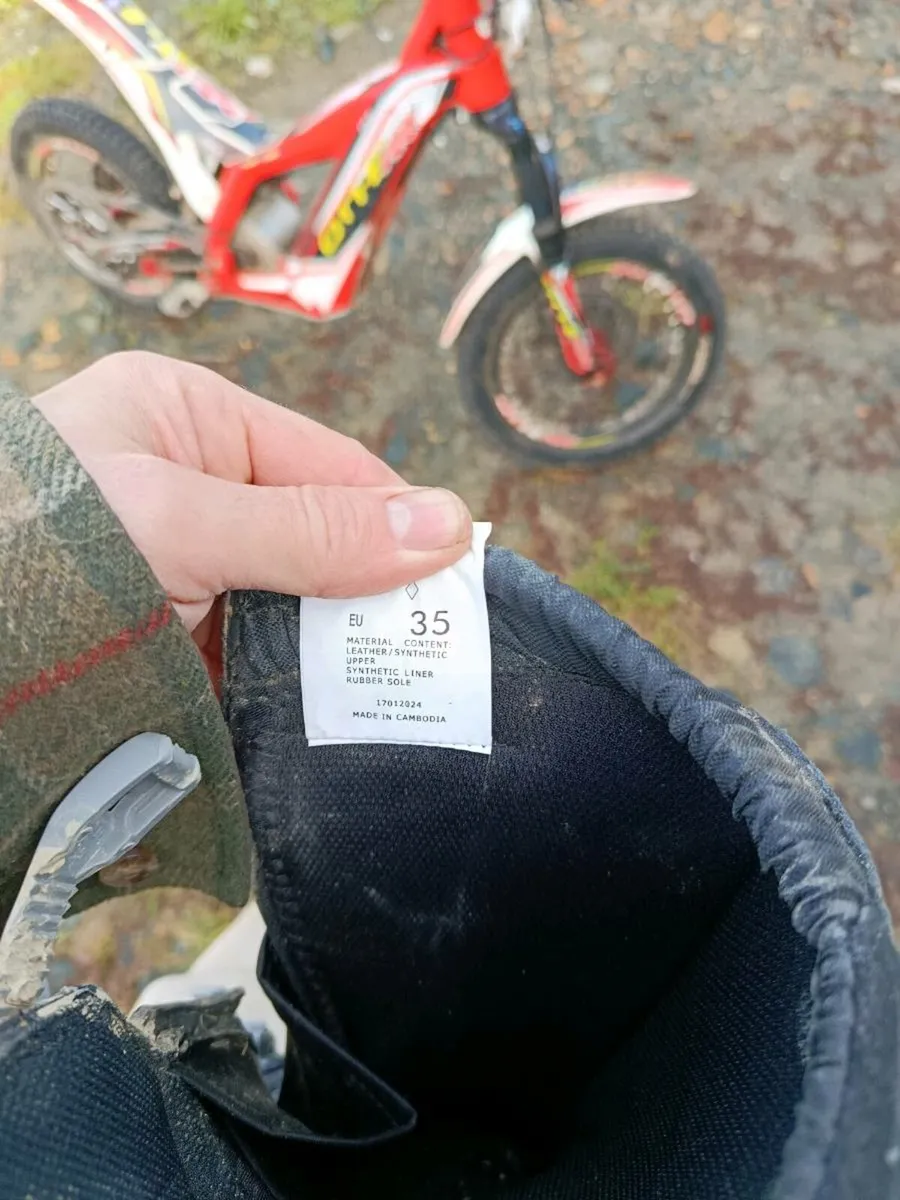 EU 35
MATERIAL CONTENT:
LEATHER/SYNTHETIC
UPPER
SYNTHETIC LINER
RUBBER SOLE
17012024
MADE IN CAMBODIA